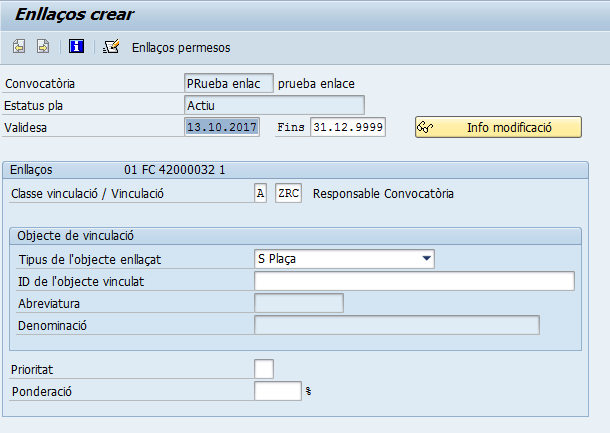 Enllaços crear
Enllaços permesos
Convocatòria PRueba enlac prueba enlace
Estatus pla Actiu
Validesa 13.10.2017 Fins 31.12.9999 Info modificació
Enllaços 01 FC 42000032 1
Classe vinculació / Vinculació A ZRC Responsable Convocatòria
Objecte de vinculació
Tipus de l'objecte enllaçat S Plaça
ID de l'objecte vinculat
Abreviatura
Denominació
Prioritat
Ponderació %